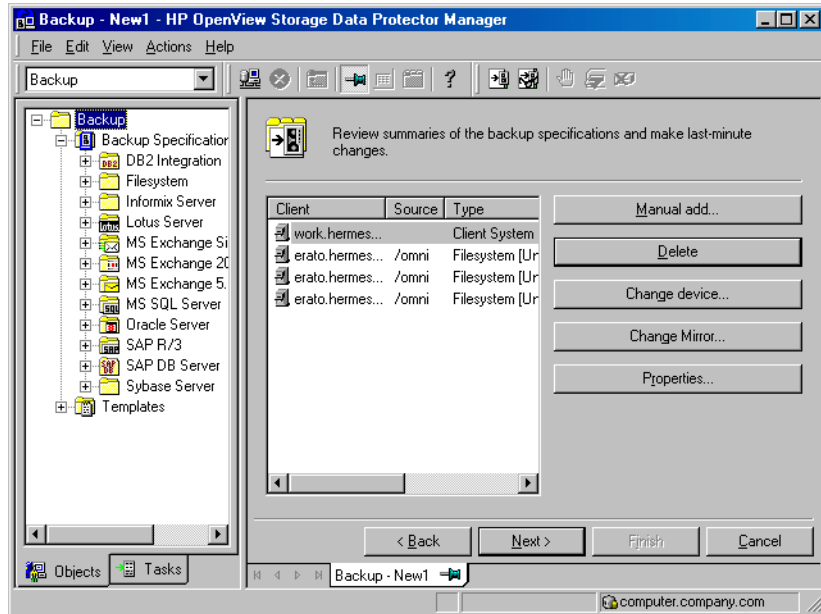 Backup - New1 - HP OpenView Storage Data Protector Manager
File Edit View Actions Help
Backup
?
Backup
Backup Specification
DB2 DB2 Integration
Filesystem
Informix Server
Lotus Lotus Server
MS Exchange Si
MS Exchange 20
MS Exchange 5.
SQL MS SQL Server
Oracle Server
SAP SAP R/3
SAP DB Server
Sybase Server
Templates
Objects Tasks
Review summaries of the backup specifications and make last-minute
changes.
Client Source Type
work.hermes... Client System
erato.hermes... /omni Filesystem [Ur
erato.hermes... /omni Filesystem [Ur
erato.hermes... /omni Filesystem [Ur
Manual add...
Delete
Change device...
Change Mirror...
Properties...
< Back Next > Finish Cancel
Backup - New1
computer.company.com